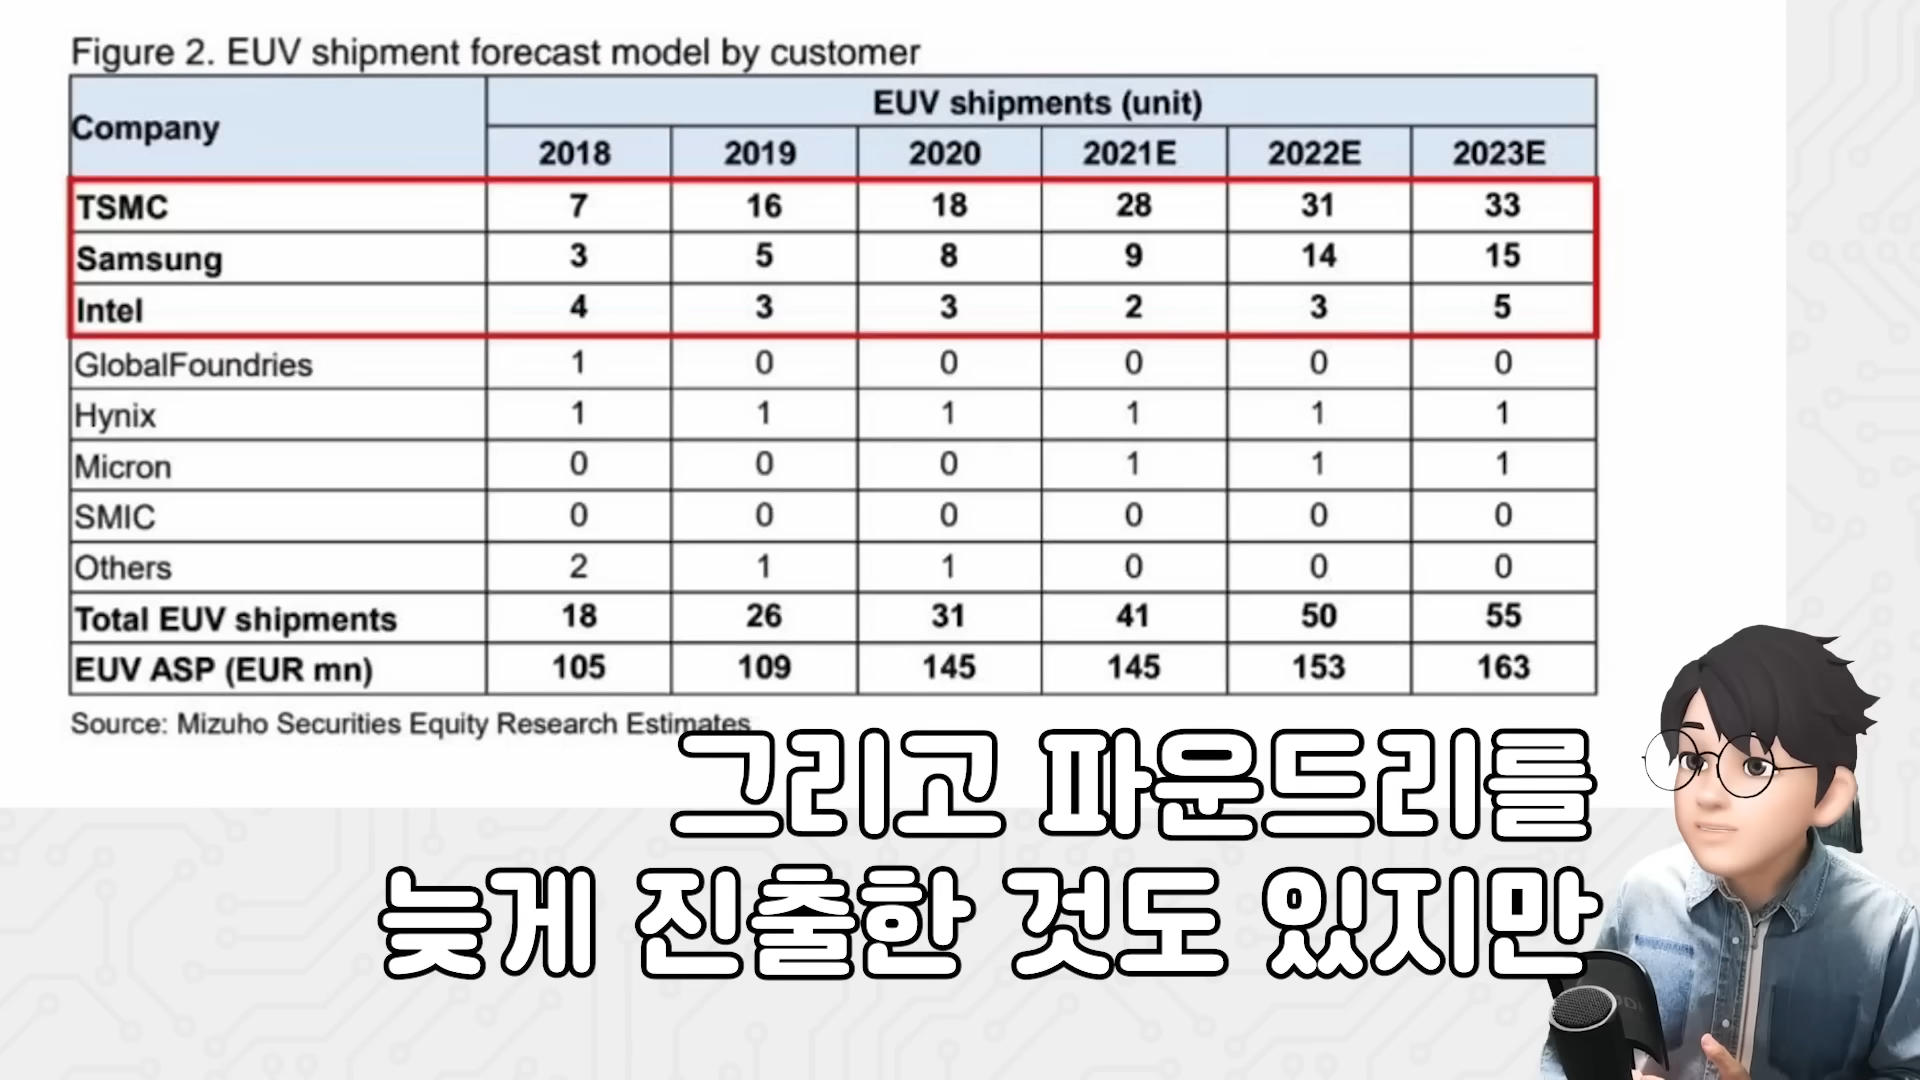 Figure 2. EUV shipment forecast model by customer
Company EUV shipments (unit)
2018 2019 2020 2021E 2022E 2023E
TSMC 7 16 18 28 31 33
Samsung 3 5 8 9 14 15
Intel 4 3 3 2 3 5
GlobalFoundries 1 0 0 0 0 0
Hynix 1 1 1 1 1 1
Micron 0 0 0 1 1 1
SMIC 0 0 0 0 0 0
Others 2 1 1 0 0 0
Total EUV shipments 18 26 31 41 50 55
EUV ASP (EUR mn) 105 109 145 145 153 163
Source: Mizuho Securities Equity Research Estimates
그리고 파운드리를
늦게 진출한 것도 있지만